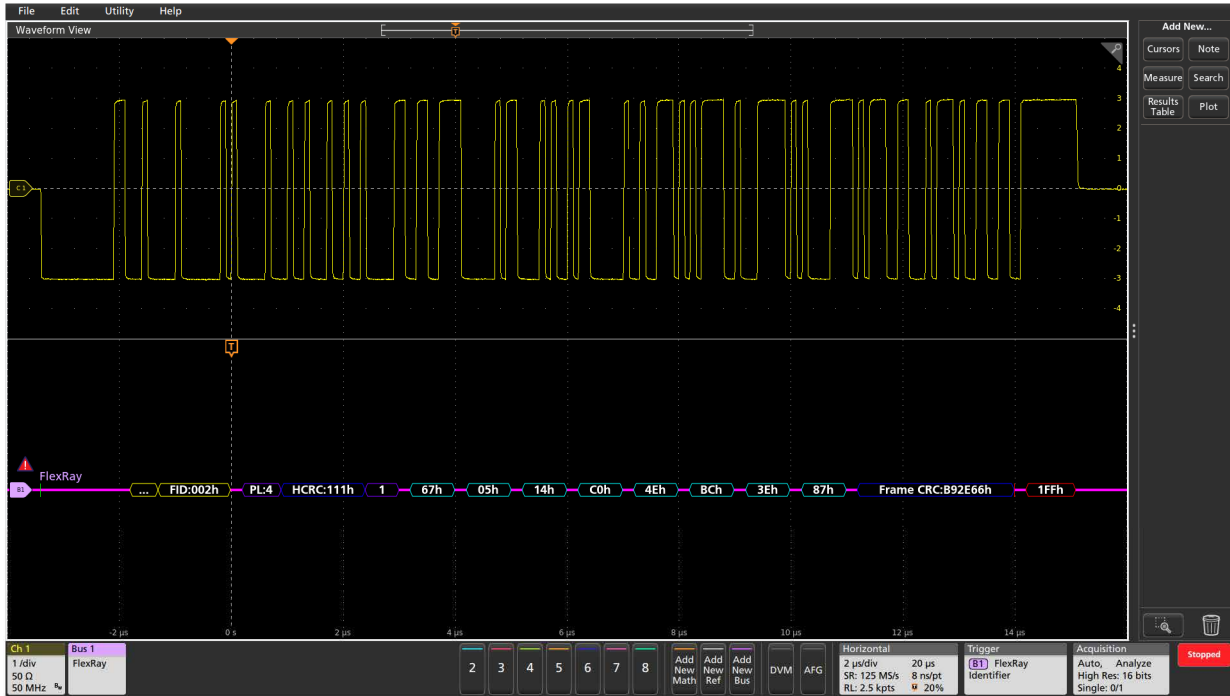 File Edit Utility Help
Waveform View
Add New...
Cursors Note
Measure Search
Results Table Plot
T
4
3
2
1
0
-1
-2
-3
-4
C1
T
FlexRay
B1
... FID:002h PL:4 HCRC:111h 1 67h 05h 14h C0h 4Eh BCh 3Eh 87h Frame CRC:B92E66h 1FFh
-2 µs 0 s 2 µs 4 µs 6 µs 8 µs 10 µs 12 µs 14 µs
Ch 1
1 /div
50 Ω
50 MHz Bw
Bus 1
FlexRay
2 3 4 5 6 7 8
Add New Math
Add New Ref
Add New Bus
DVM AFG
Horizontal
2 µs/div 20 µs
SR: 125 MS/s 8 ns/pt
RL: 2.5 kpts 20%
Trigger
B1 FlexRay
Identifier
Acquisition
Auto, Analyze
High Res: 16 bits
Single: 0/1
Stopped